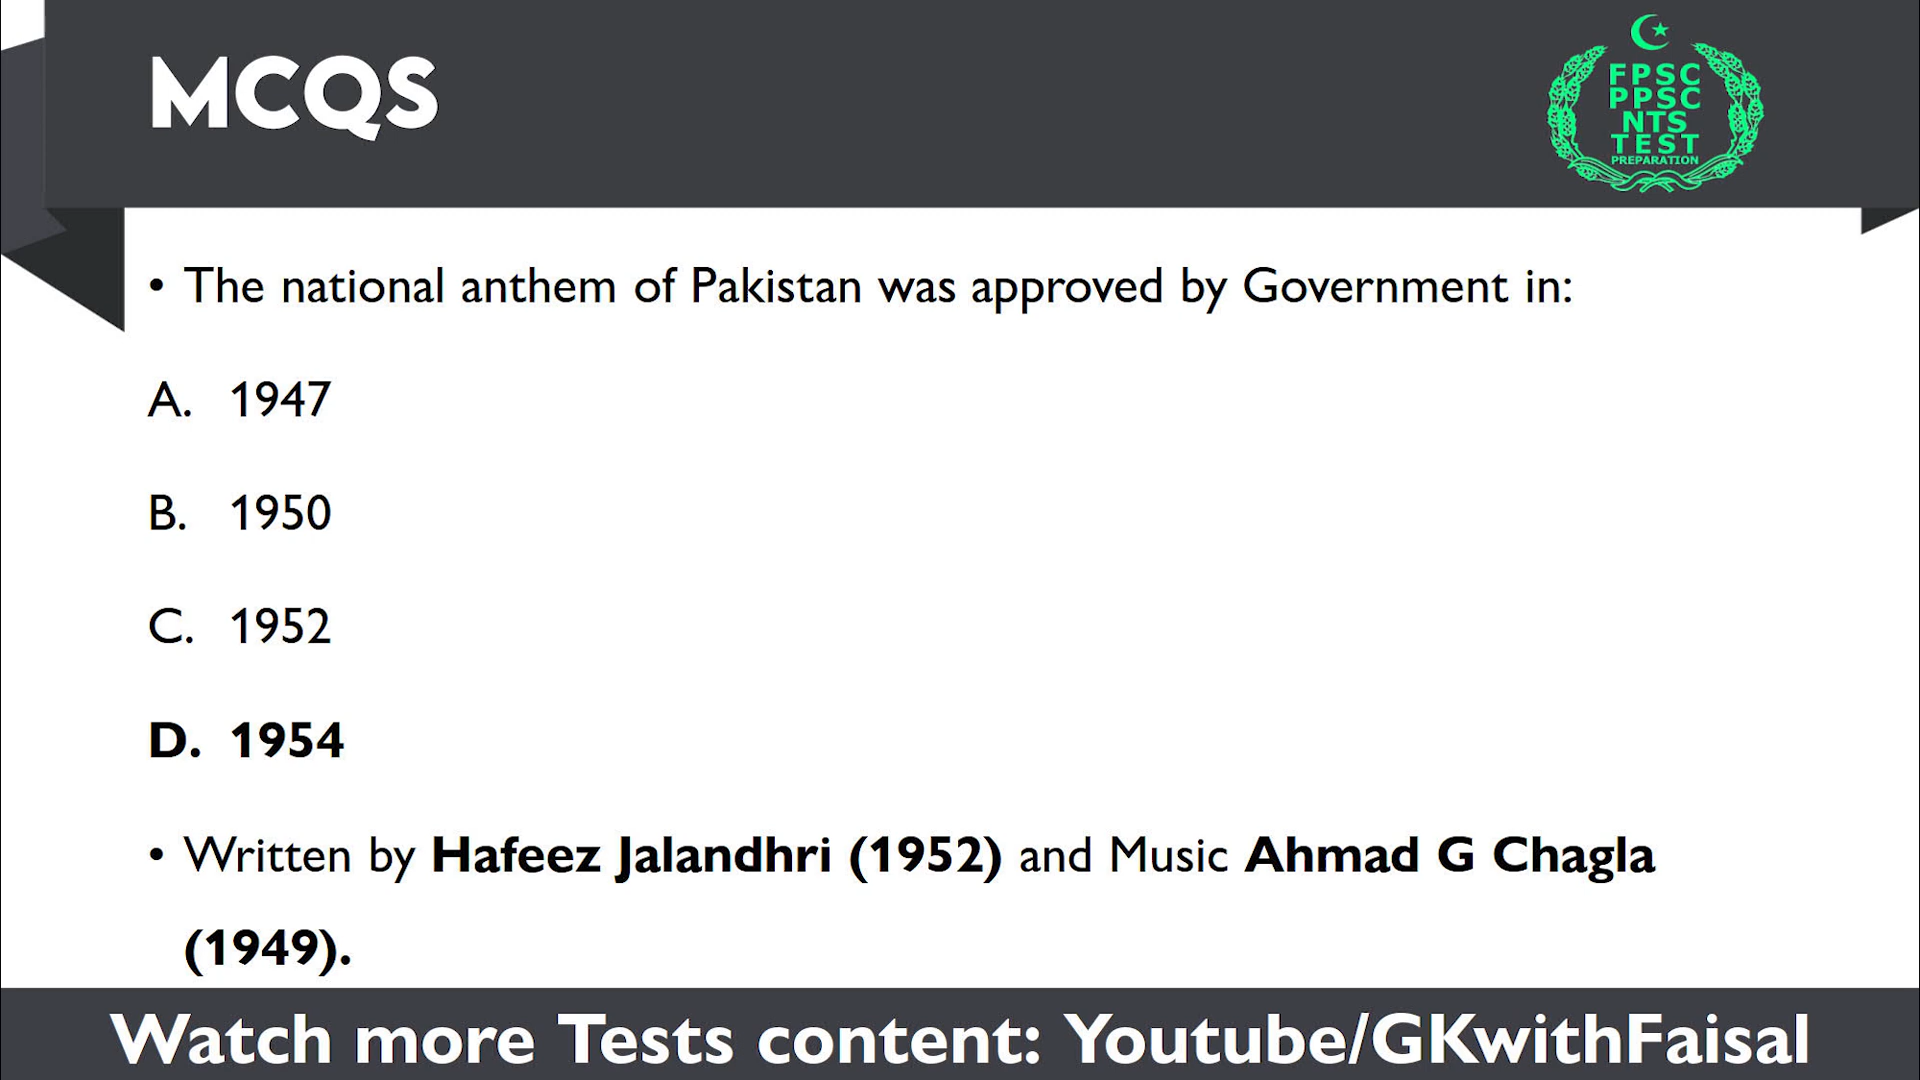 MCQS
FPSC
PPSC
NTS
TEST
PREPARATION
• The national anthem of Pakistan was approved by Government in:
A. 1947
B. 1950
C. 1952
D. 1954
• Written by Hafeez Jalandhri (1952) and Music Ahmad G Chagla
(1949).
Watch more Tests content: Youtube/GKwithFaisal